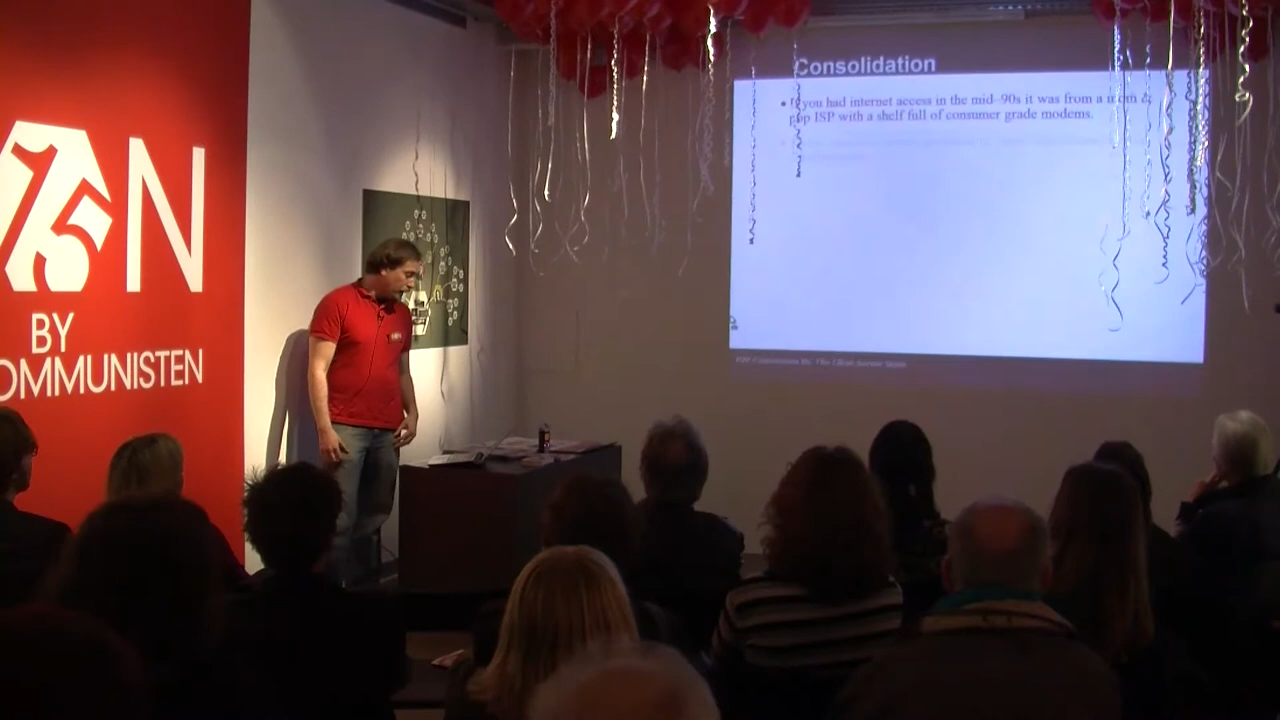 Consolidation
• If you had internet access in the mid–90s it was from a mom &
pop ISP with a shelf full of consumer grade modems.
R15N
BY
OMMUNISTEN